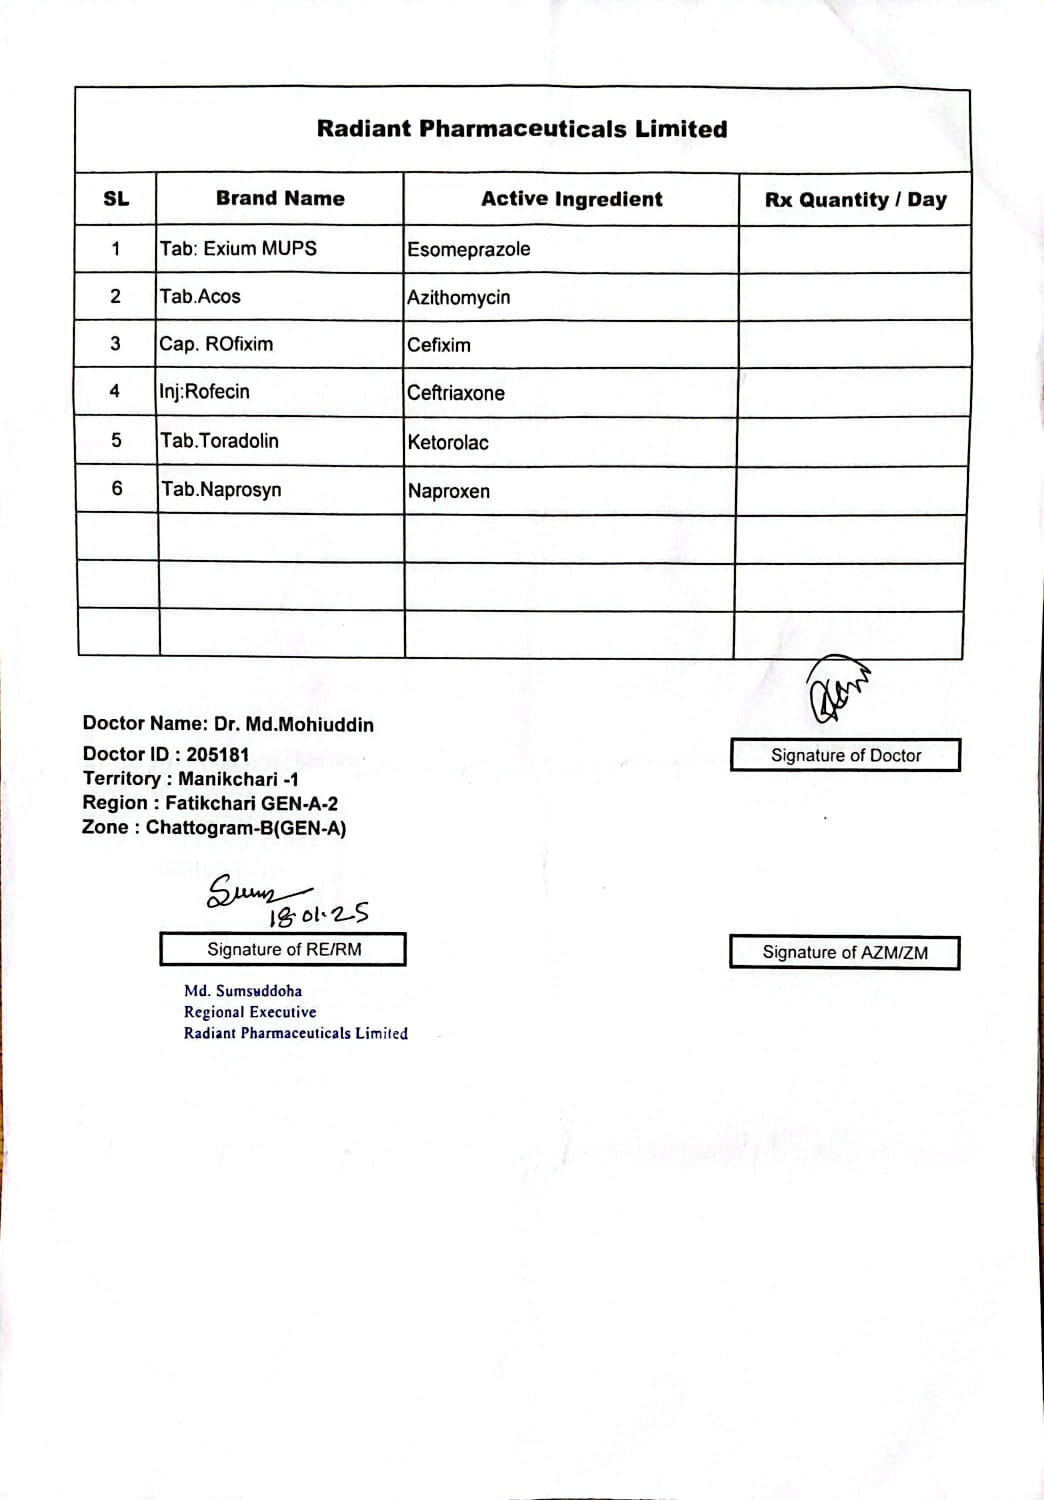 Radiant Pharmaceuticals Limited
SL Brand Name Active Ingredient Rx Quantity / Day
1 Tab: Exium MUPS Esomeprazole
2 Tab.Acos Azithomycin
3 Cap. ROfixim Cefixim
4 Inj:Rofecin Ceftriaxone
5 Tab.Toradolin Ketorolac
6 Tab.Naprosyn Naproxen
Doctor Name: Dr. Md.Mohiuddin
Doctor ID : 205181
Signature of Doctor
Territory : Manikchari -1
Region : Fatikchari GEN-A-2
Zone : Chattogram-B(GEN-A)
18.01.25
Signature of RE/RM
Signature of AZM/ZM
Md. Sumsuddoha
Regional Executive
Radiant Pharmaceuticals Limited